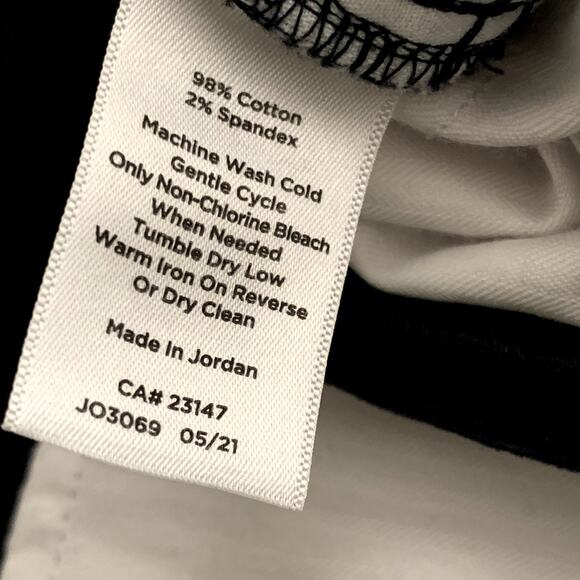 98% Cotton
2% Spandex
Machine Wash Cold
Gentle Cycle
Only Non-Chlorine Bleach
When Needed
Tumble Dry Low
Warm Iron On Reverse
Or Dry Clean
Made In Jordan
CA# 23147
JO3069 05/21